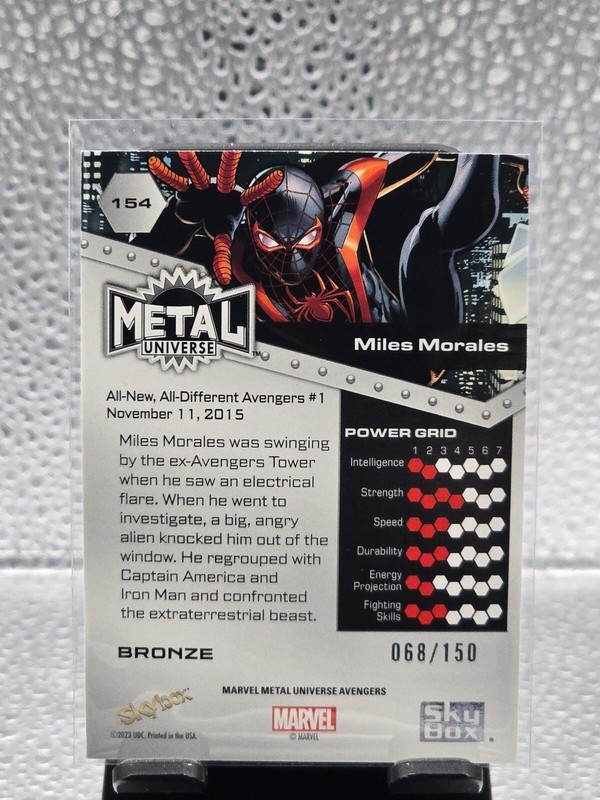 154
METAL
UNIVERSE™
Miles Morales
All-New, All-Different Avengers #1
November 11, 2015
Miles Morales was swinging
by the ex-Avengers Tower
when he saw an electrical
flare. When he went to
investigate, a big, angry
alien knocked him out of the
window. He regrouped with
Captain America and
Iron Man and confronted
the extraterrestrial beast.
POWER GRID
1 2 3 4 5 6 7
Intelligence
Strength
Speed
Durability
Energy
Projection
Fighting
Skills
BRONZE
068/150
MARVEL METAL UNIVERSE AVENGERS
skybox
©2023 UDC. Printed in the USA.
MARVEL
© MARVEL
Sky
Box